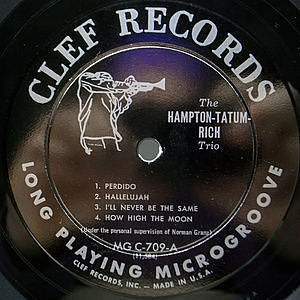 CLEF RECORDS
The
HAMPTON-TATUM-
RICH
Trio
1. PERDIDO
2. HALLELUJAH
3. I'LL NEVER BE THE SAME
4. HOW HIGH THE MOON
(Under the personal supervision of Norman Granz)
MG C-709-A
(11,584)
LONG PLAYING MICROGROOVE
CLEF RECORDS, INC. — MADE IN U.S.A.